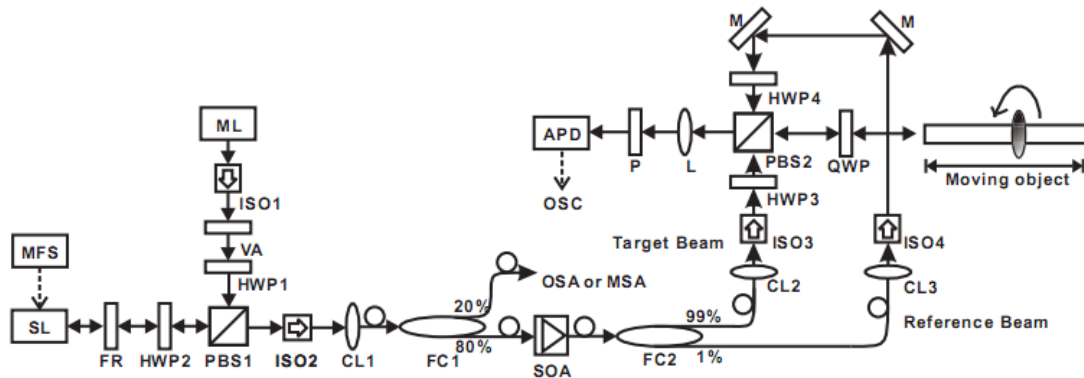 M
M
HWP4
ML
APD
P
L
PBS2
QWP
Moving object
ISO1
OSC
HWP3
VA
Target Beam
ISO3
ISO4
MFS
HWP1
OSA or MSA
CL2
CL3
20%
99%
Reference Beam
SL
FR
HWP2
PBS1
ISO2
CL1
FC1
80%
SOA
FC2
1%